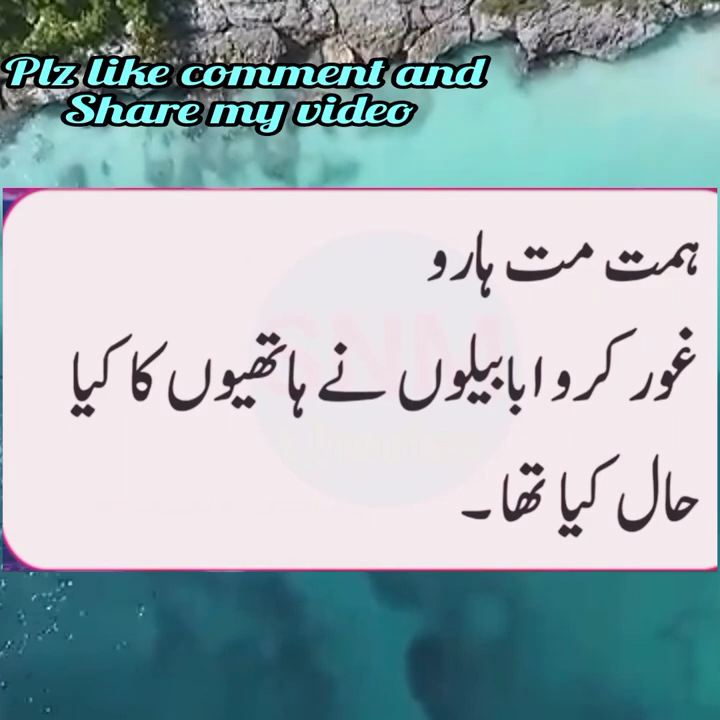 Plz like comment and
Share my video
ہمت مت ہارو
غور کرو ابابیلوں نے ہاتھیوں کا کیا
حال کیا تھا۔